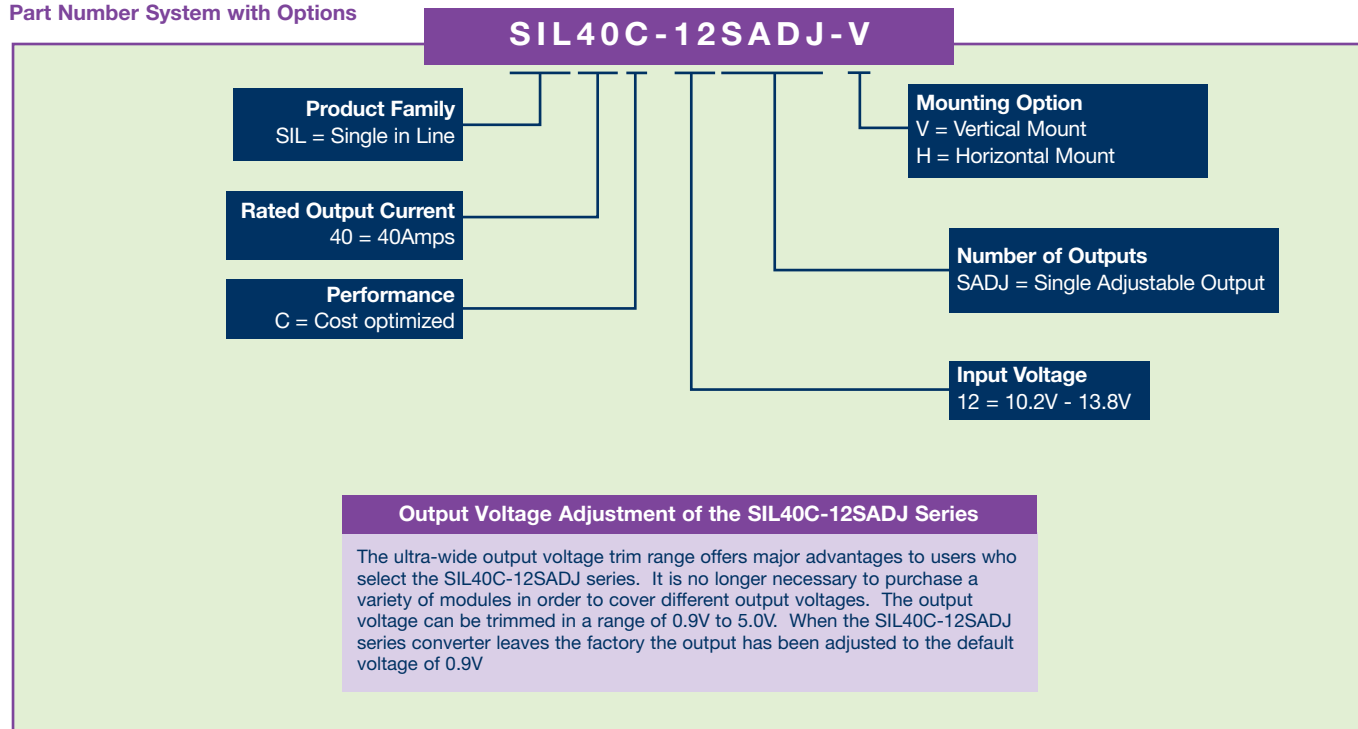 Part Number System with Options
SIL40C-12SADJ-V
Product Family
SIL = Single in Line
Rated Output Current
40 = 40Amps
Performance
C = Cost optimized
Mounting Option
V = Vertical Mount
H = Horizontal Mount
Number of Outputs
SADJ = Single Adjustable Output
Input Voltage
12 = 10.2V - 13.8V
Output Voltage Adjustment of the SIL40C-12SADJ Series
The ultra-wide output voltage trim range offers major advantages to users who
select the SIL40C-12SADJ series.  It is no longer necessary to purchase a
variety of modules in order to cover different output voltages.  The output
voltage can be trimmed in a range of 0.9V to 5.0V.  When the SIL40C-12SADJ
series converter leaves the factory the output has been adjusted to the default
voltage of 0.9V